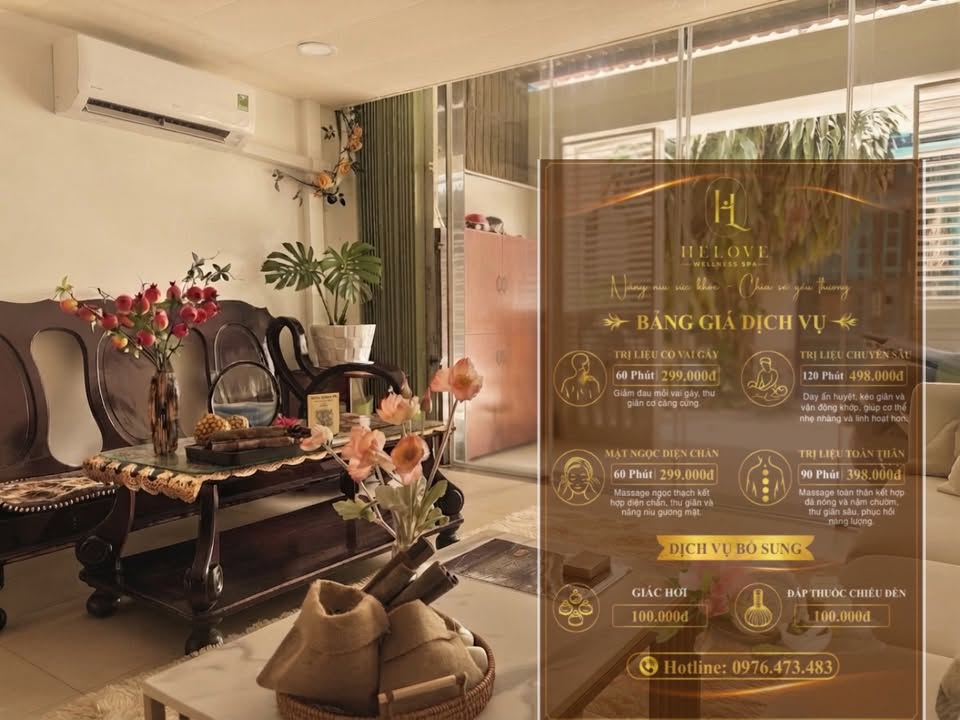 HELOVE
WELLNESS SPA
Nâng niu sức khỏe - Chia sẻ yêu thương
BẢNG GIÁ DỊCH VỤ
TRỊ LIỆU CỔ VAI GÁY
60 Phút 299.000đ
Giảm đau mỏi vai gáy, thư
giãn cơ căng cứng.
TRỊ LIỆU CHUYÊN SÂU
120 Phút 498.000đ
Day ấn huyệt, kéo giãn và
vận động khớp, giúp cơ thể
nhẹ nhàng và linh hoạt hơn.
MẶT NGỌC DIỆN CHẨN
60 Phút 299.000đ
Massage ngọc thạch kết
hợp diện chẩn, thư giãn và
nâng niu gương mặt.
TRỊ LIỆU TOÀN THÂN
90 Phút 398.000đ
Massage toàn thân kết hợp
đá nóng và nậm chườm,
thư giãn sâu, phục hồi
năng lượng.
DỊCH VỤ BỔ SUNG
GIÁC HƠI
100.000đ
ĐẮP THUỐC CHIẾU ĐÈN
100.000đ
Hotline: 0976.473.483